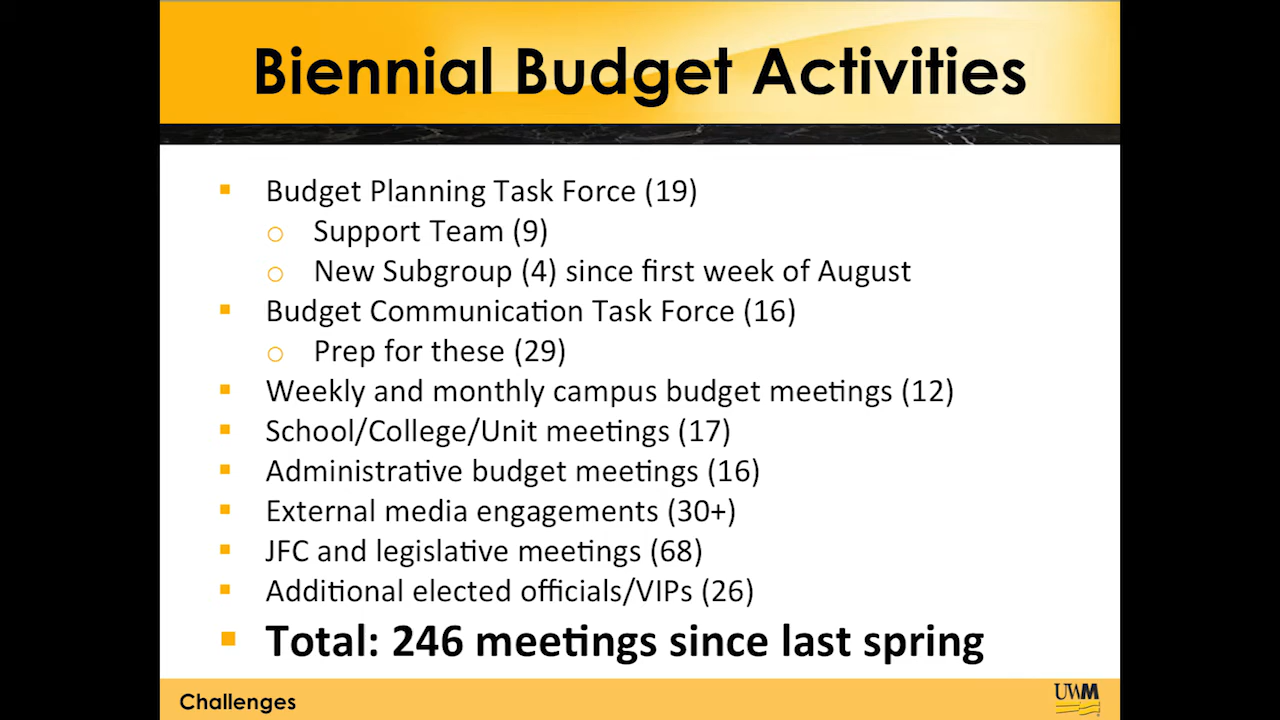 Biennial Budget Activities
▪ Budget Planning Task Force (19)
o Support Team (9)
o New Subgroup (4) since first week of August
▪ Budget Communication Task Force (16)
o Prep for these (29)
▪ Weekly and monthly campus budget meetings (12)
▪ School/College/Unit meetings (17)
▪ Administrative budget meetings (16)
▪ External media engagements (30+)
▪ JFC and legislative meetings (68)
▪ Additional elected officials/VIPs (26)
▪ Total: 246 meetings since last spring
Challenges
UWM